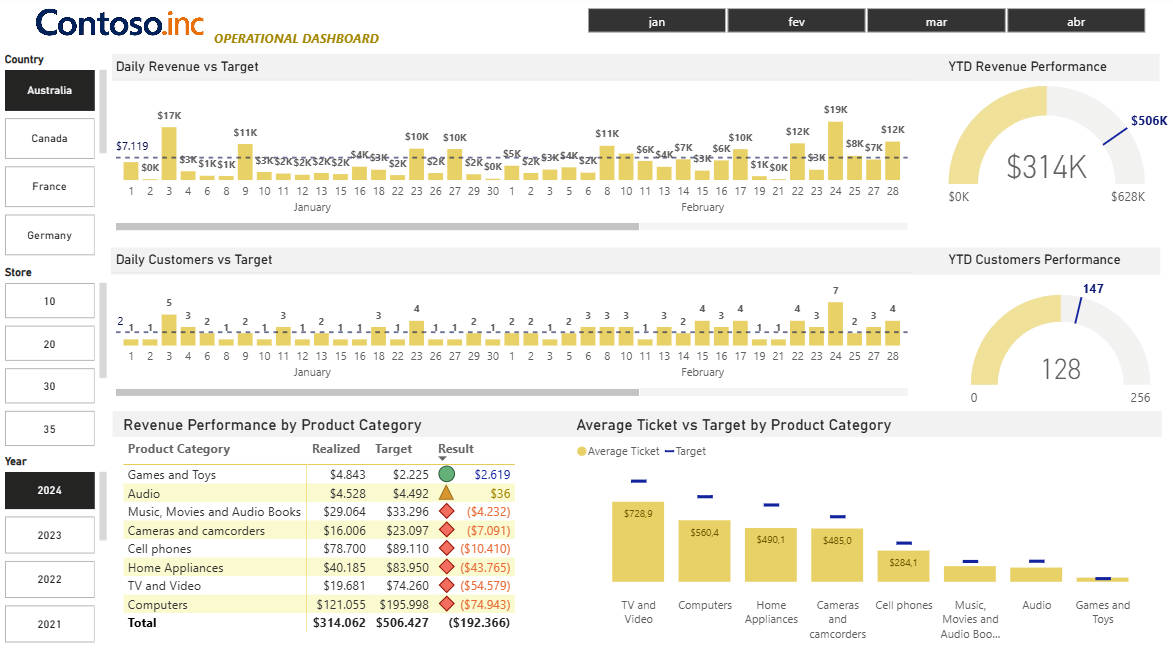 Contoso.inc
OPERATIONAL DASHBOARD
jan fev mar abr
Country
Australia
Canada
France
Germany
Store
10
20
30
35
Year
2024
2023
2022
2021
Daily Revenue vs Target
$7.119
$0K $17K $3K $1K $1K $11K $3K $2K $2K $2K $2K $4K $3K $2K $10K $2K $10K $2K $0K $5K $2K $3K $4K $2K $11K $6K $4K $7K $3K $6K $10K $1K $0K $12K $3K $19K $8K $7K $12K
1 2 3 4 6 8 9 10 11 12 13 15 16 18 22 23 26 27 29 30 1 2 3 5 6 8 10 11 13 14 15 16 17 19 21 22 23 24 25 27 28
January February
YTD Revenue Performance
$506K
$314K
$0K $628K
Daily Customers vs Target
2
1 1 5 3 2 1 2 1 3 1 2 1 1 3 1 4 1 1 2 1 2 2 1 2 3 3 3 1 3 2 4 3 4 1 1 4 3 7 2 3 4
1 2 3 4 6 8 9 10 11 12 13 15 16 18 22 23 26 27 29 30 1 2 3 5 6 8 10 11 13 14 15 16 17 19 21 22 23 24 25 27 28
January February
YTD Customers Performance
147
128
0 256
Revenue Performance by Product Category
Product Category Realized Target Result
Games and Toys $4.843 $2.225 $2.619
Audio $4.528 $4.492 $36
Music, Movies and Audio Books $29.064 $33.296 ($4.232)
Cameras and camcorders $16.006 $23.097 ($7.091)
Cell phones $78.700 $89.110 ($10.410)
Home Appliances $40.185 $83.950 ($43.765)
TV and Video $19.681 $74.260 ($54.579)
Computers $121.055 $195.998 ($74.943)
Total $314.062 $506.427 ($192.366)
Average Ticket vs Target by Product Category
Average Ticket Target
$728,9 $560,4 $490,1 $485,0 $284,1
TV and Computers Home Cameras Cell phones Music, Audio Games and
Video Appliances and Movies and Toys
camcorders Audio Boo...